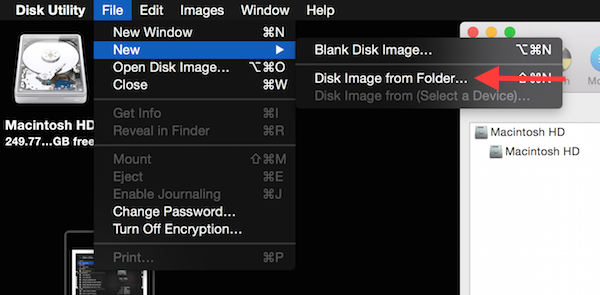 Disk Utility File Edit Images Window Help
New Window ⌘N
New ▶
Blank Disk Image... ⌥⌘N
Open Disk Image... ⌥⌘O
Disk Image from Folder... ⇧⌘N
Close ⌘W
Disk Image from (Select a Device)...
Get Info ⌘I
Reveal in Finder ⌘R
Mount ⇧⌘M
Eject ⌘E
Enable Journaling ⌘J
Change Password...
Turn Off Encryption...
Print... ⌘P
Macintosh HD
249.77...GB free
Macintosh HD
Macintosh HD